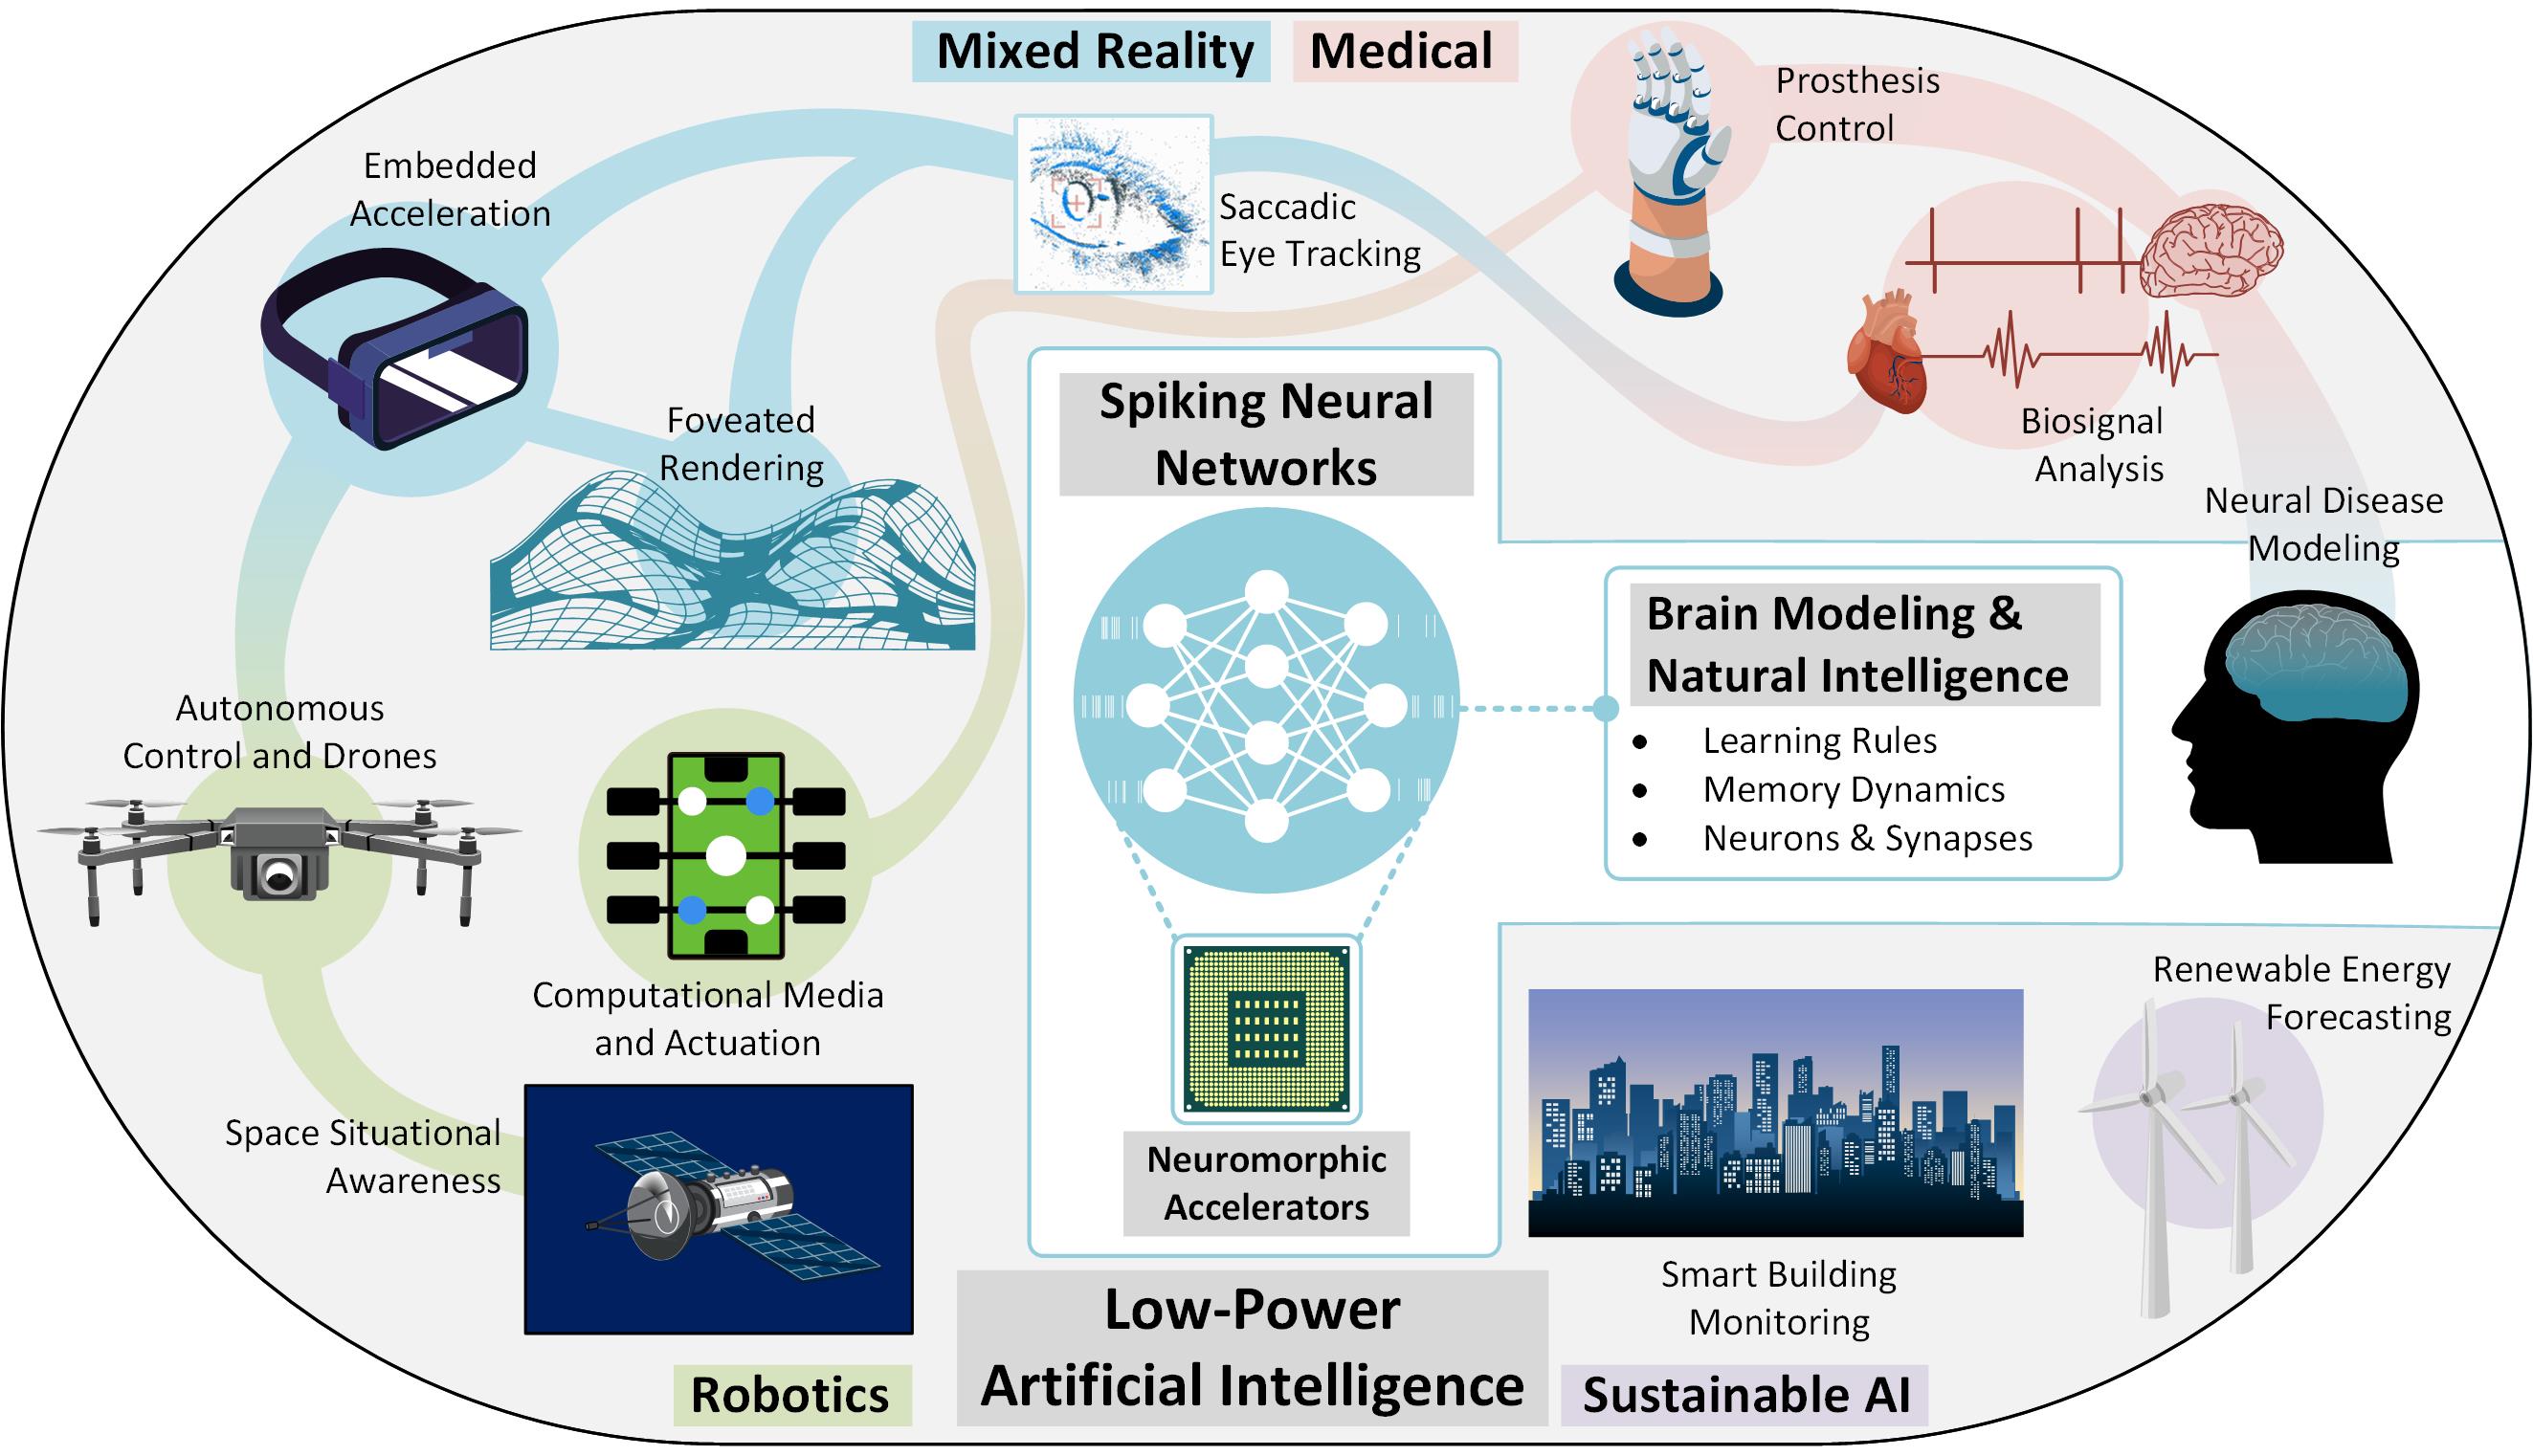 Mixed Reality
Medical
Prosthesis
Control
Embedded
Acceleration
Saccadic
Eye Tracking
Foveated
Rendering
Biosignal
Analysis
Spiking Neural
Networks
Neural Disease
Modeling
Brain Modeling &
Natural Intelligence
• Learning Rules
• Memory Dynamics
• Neurons & Synapses
Autonomous
Control and Drones
Computational Media
and Actuation
Space Situational
Awareness
Neuromorphic
Accelerators
Renewable Energy
Forecasting
Smart Building
Monitoring
Low-Power
Artificial Intelligence
Robotics
Sustainable AI